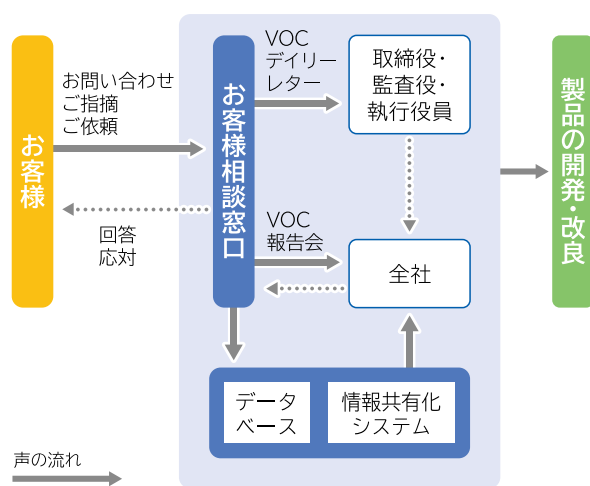 お客様
お問い合わせ
ご指摘
ご依頼
回答
応対
お客様相談窓口
VOC
デイリー
レター
取締役・
監査役・
執行役員
VOC
報告会
全社
データ
ベース
情報共有化
システム
製品の開発・改良
声の流れ